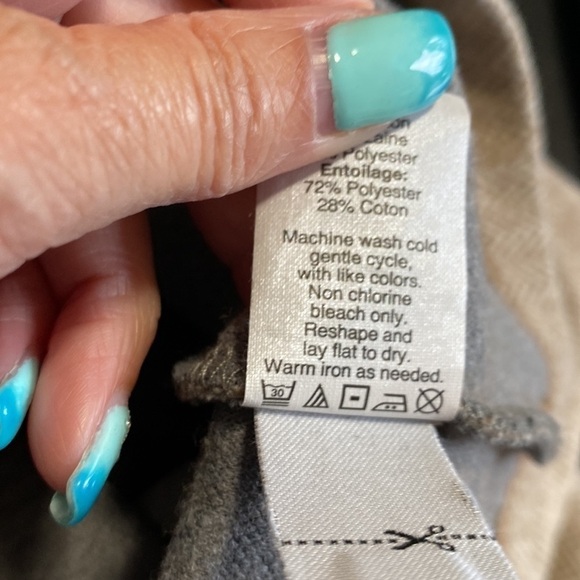 Polyester
Entoilage:
72% Polyester
28% Coton
Machine wash cold
gentle cycle,
with like colors.
Non chlorine
bleach only.
Reshape and
lay flat to dry.
Warm iron as needed.
30